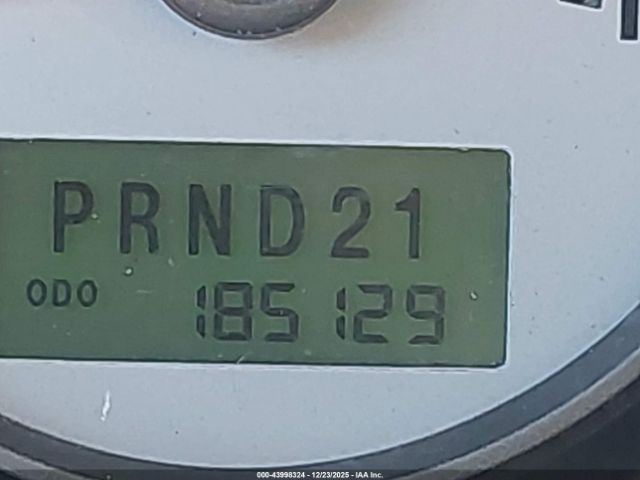 PRND21
ODO 185129
000-43998324 - 12/23/2025 - IAA Inc.